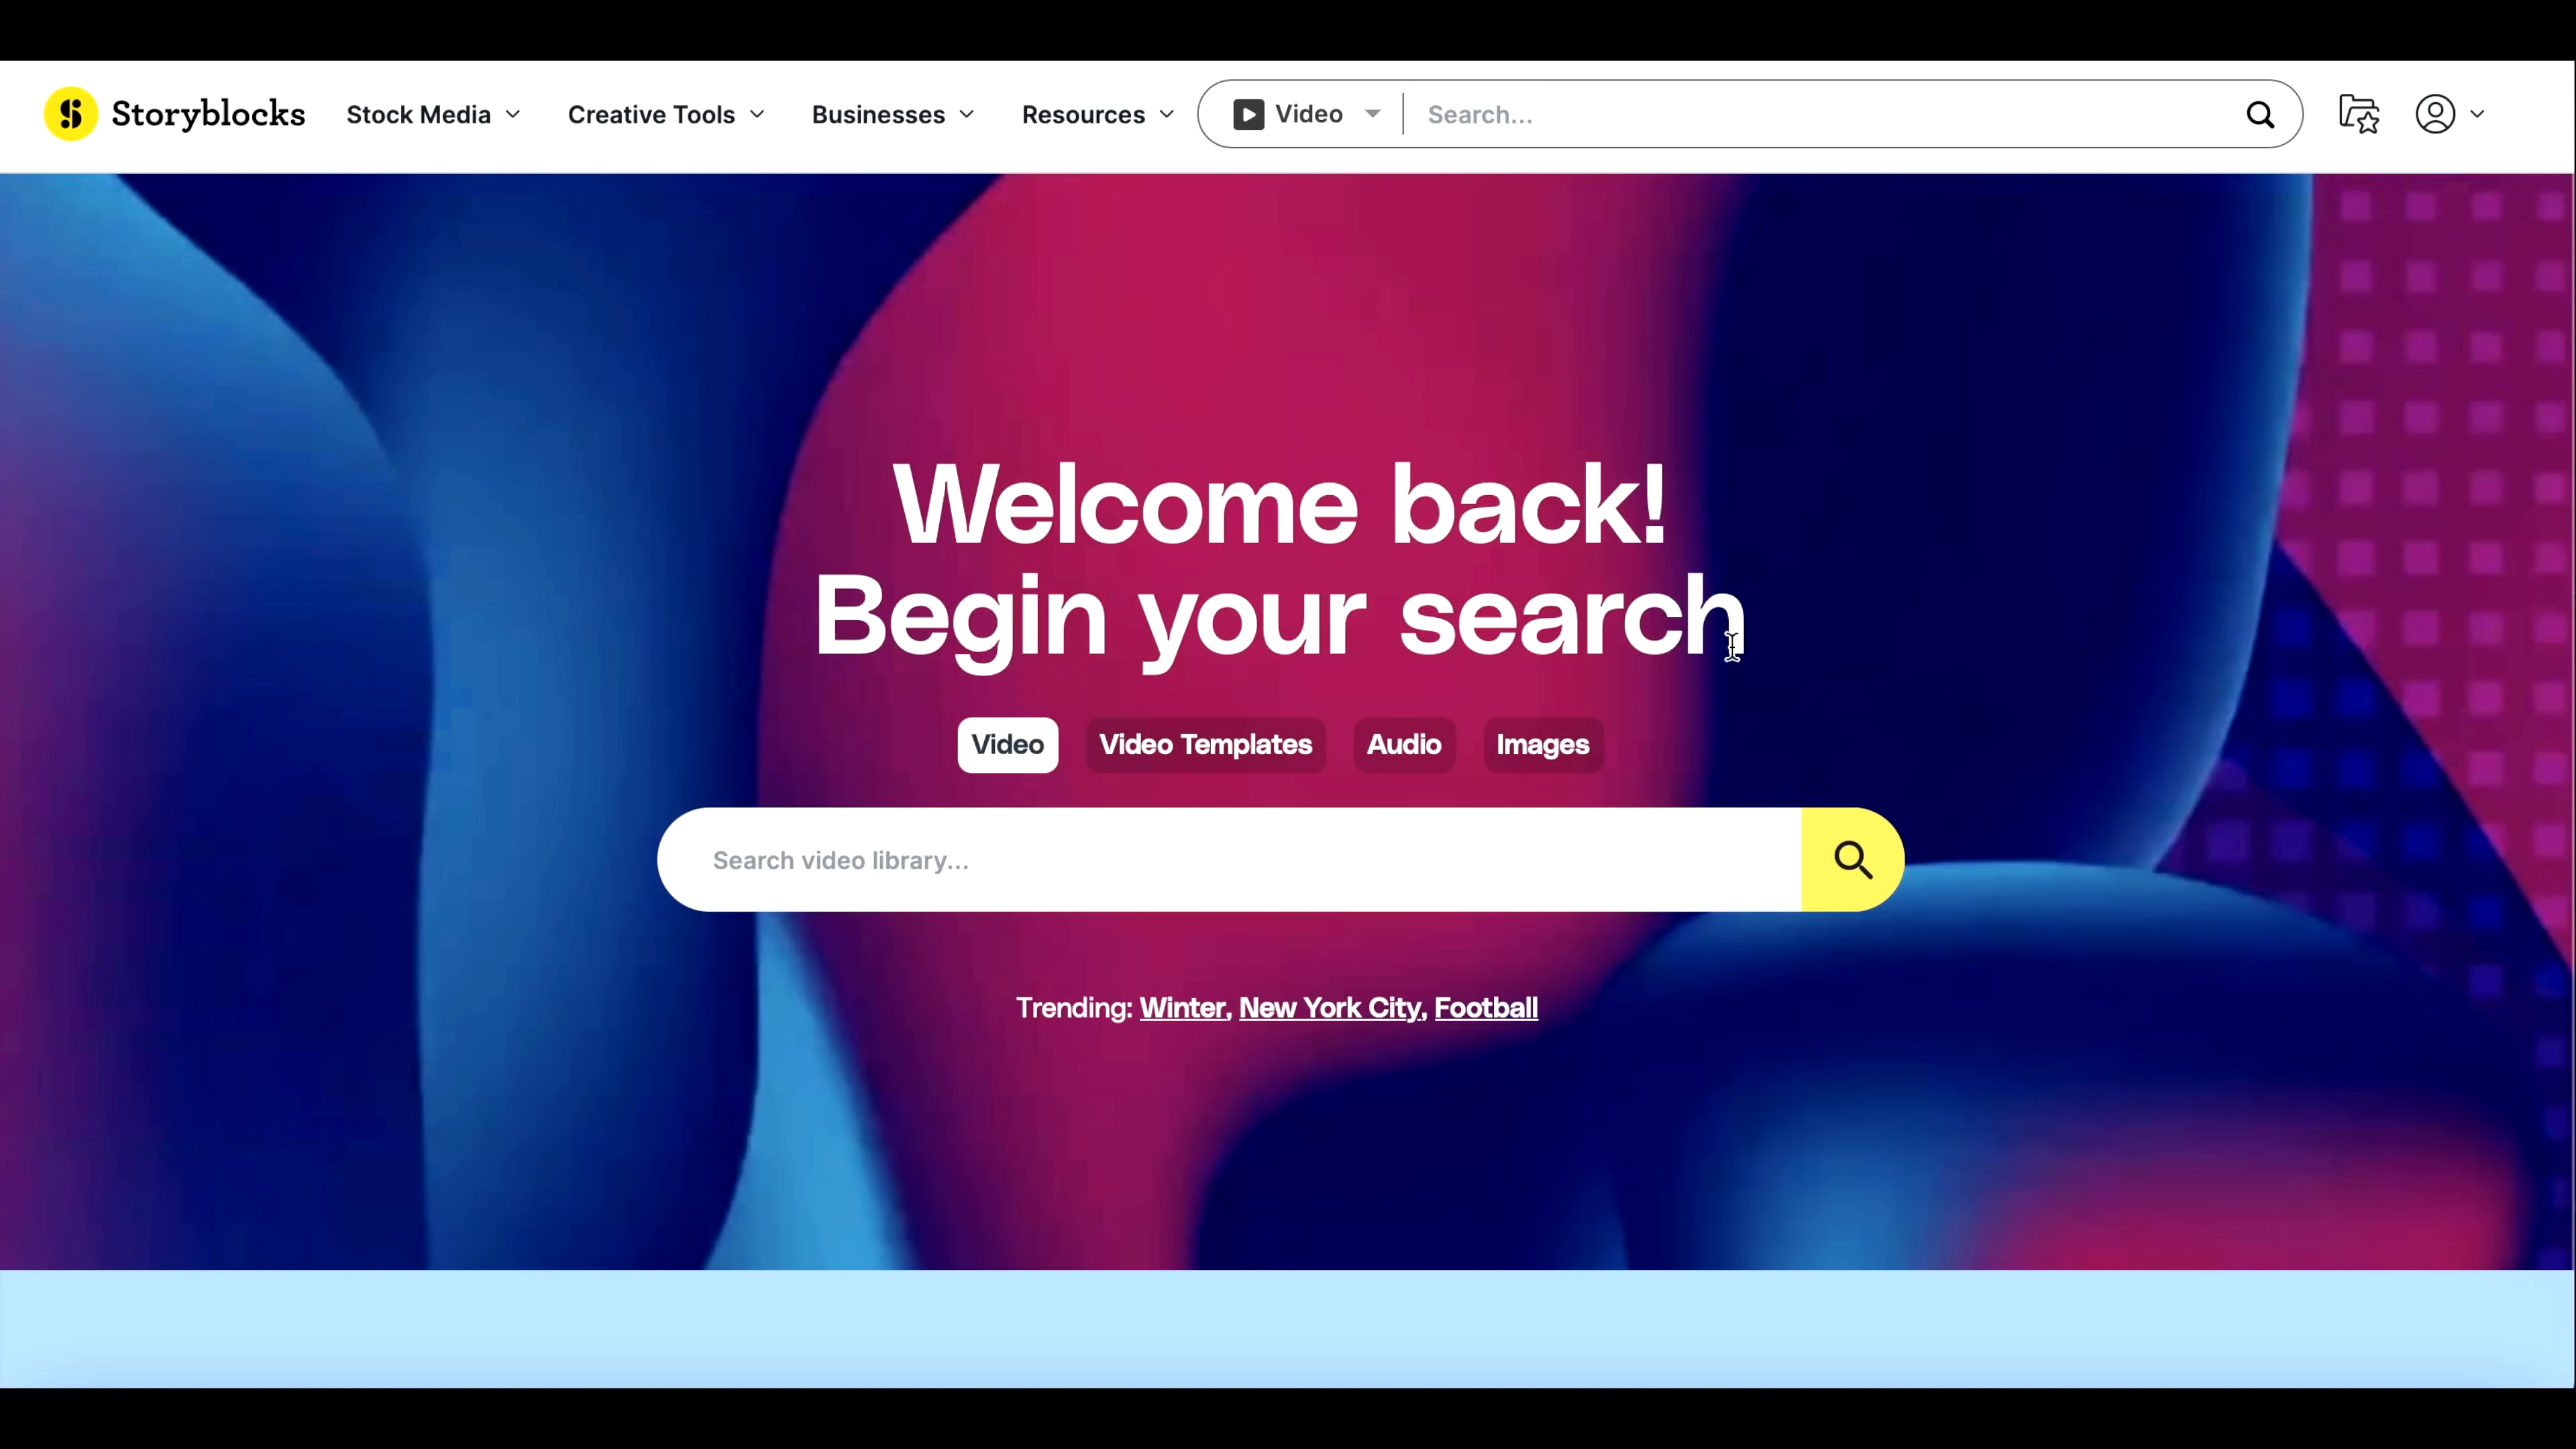 Storyblocks Stock Media Creative Tools Businesses Resources Video Search...
Welcome back!
Begin your search
Video Video Templates Audio Images
Search video library...
Trending: Winter, New York City, Football